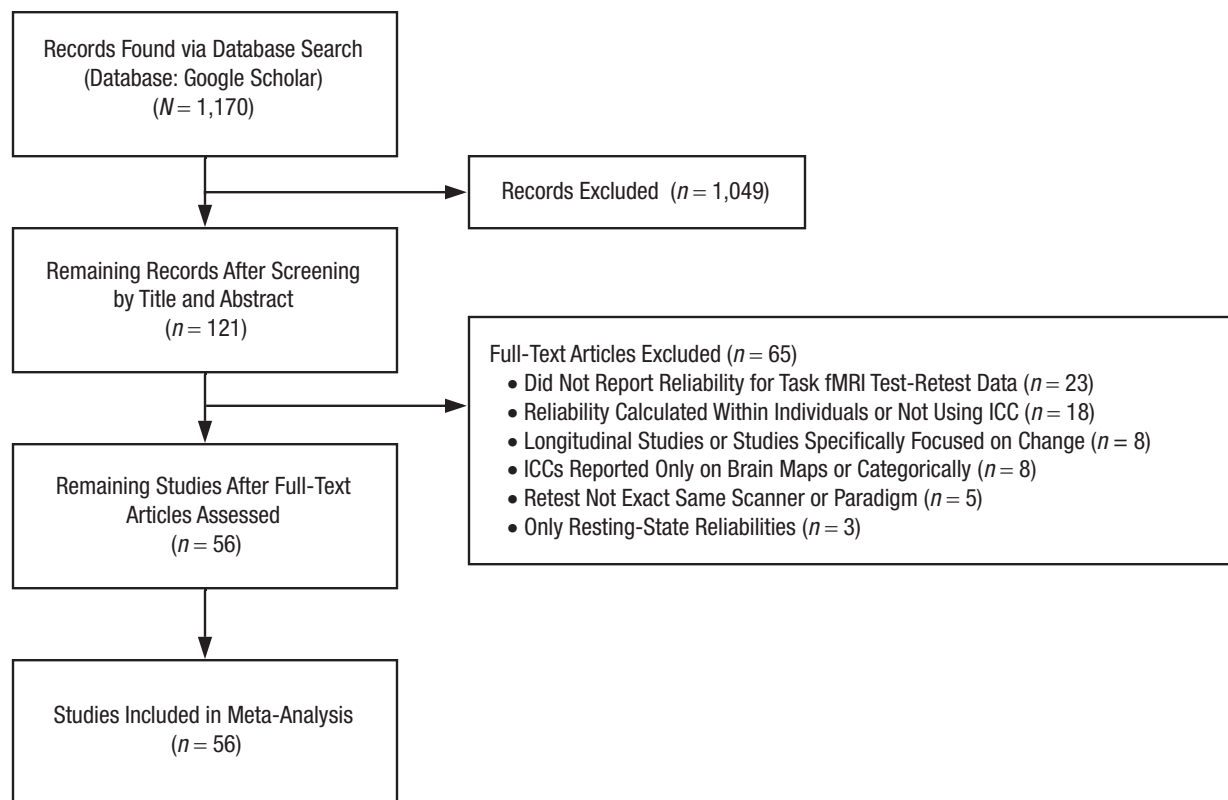 Records Found via Database Search
(Database: Google Scholar)
(N = 1,170)
Records Excluded (n = 1,049)
Remaining Records After Screening
by Title and Abstract
(n = 121)
Full-Text Articles Excluded (n = 65)
• Did Not Report Reliability for Task fMRI Test-Retest Data (n = 23)
• Reliability Calculated Within Individuals or Not Using ICC (n = 18)
• Longitudinal Studies or Studies Specifically Focused on Change (n = 8)
• ICCs Reported Only on Brain Maps or Categorically (n = 8)
• Retest Not Exact Same Scanner or Paradigm (n = 5)
• Only Resting-State Reliabilities (n = 3)
Remaining Studies After Full-Text
Articles Assessed
(n = 56)
Studies Included in Meta-Analysis
(n = 56)